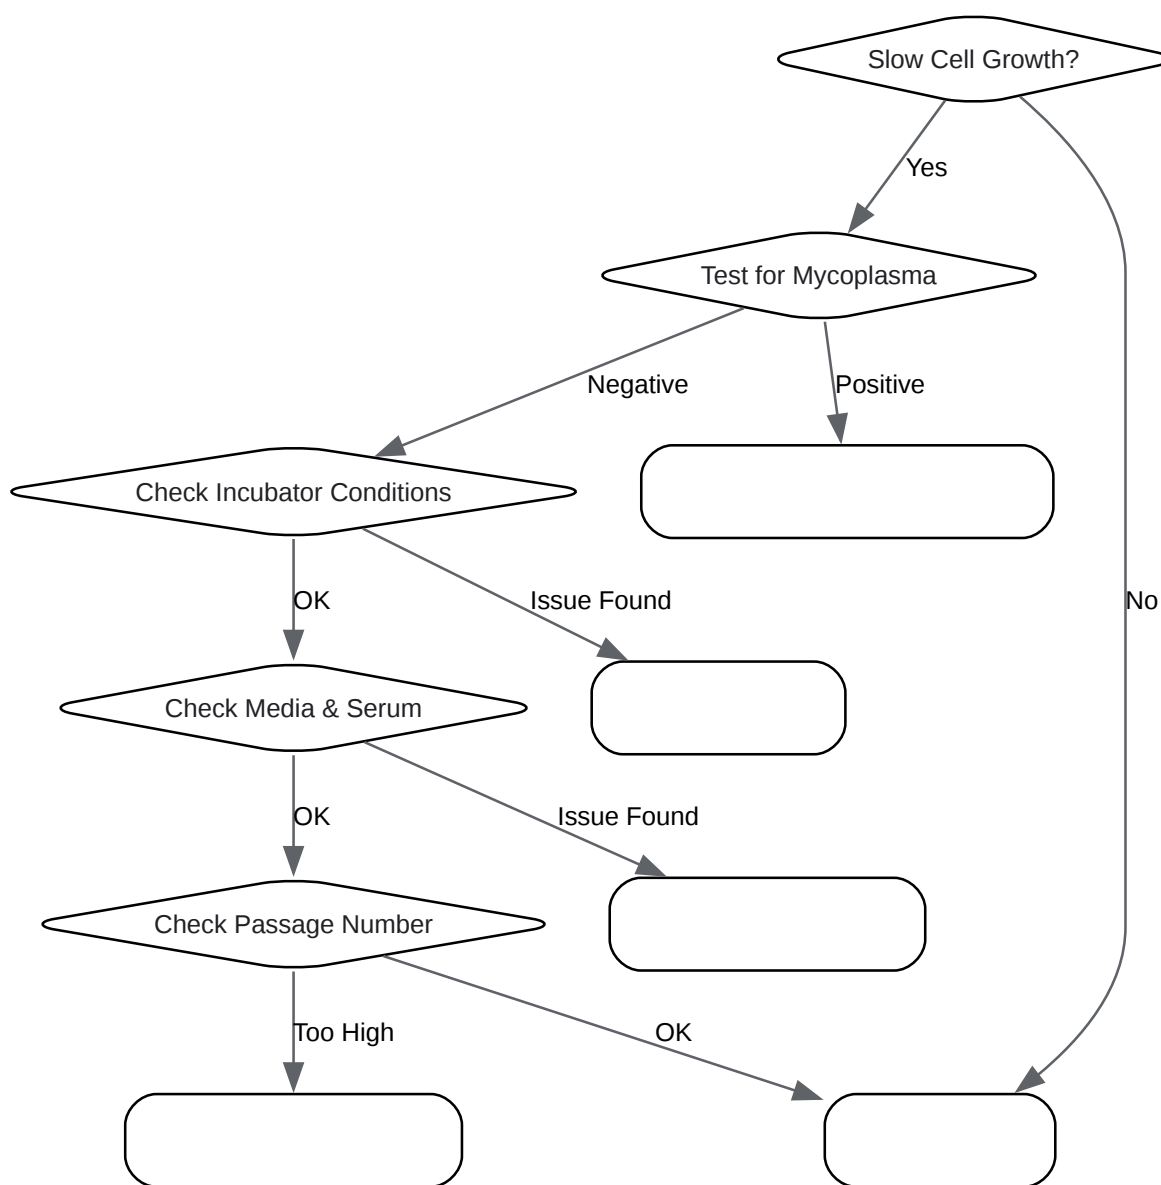 Slow Cell Growth?
Yes
Test for Mycoplasma
Negative
Positive
Check Incubator Conditions
OK
Issue Found
No
Check Media & Serum
OK
Issue Found
Check Passage Number
Too High
OK